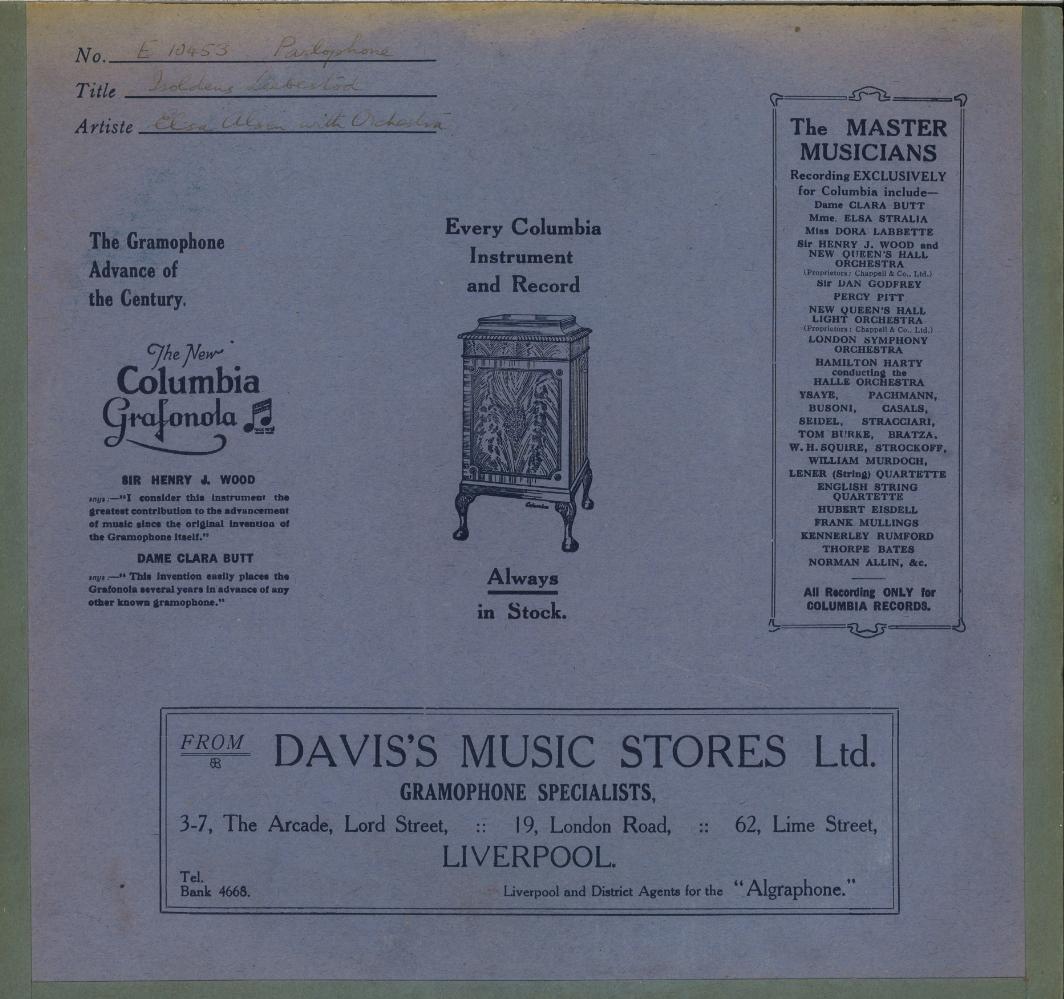 No. E 10453 Parlophone
Title Isoldens Liebestod
Artiste Elsa Alsen with Orchestra
The Gramophone
Advance of
the Century.
The New
Columbia
Grafonola
SIR HENRY J. WOOD
says:—"I consider this instrument the
greatest contribution to the advancement
of music since the original invention of
the Gramophone itself."
DAME CLARA BUTT
says:—"This invention easily places the
Grafonola several years in advance of any
other known gramophone."
Every Columbia
Instrument
and Record
Columbia
Always
in Stock.
The MASTER
MUSICIANS
Recording EXCLUSIVELY
for Columbia include—
Dame CLARA BUTT
Mme. ELSA STRALIA
Miss DORA LABBETTE
Sir HENRY J. WOOD and
NEW QUEEN'S HALL
ORCHESTRA
(Proprietors: Chappell & Co., Ltd.)
Sir DAN GODFREY
PERCY PITT
NEW QUEEN'S HALL
LIGHT ORCHESTRA
(Proprietors: Chappell & Co., Ltd.)
LONDON SYMPHONY
ORCHESTRA
HAMILTON HARTY
conducting the
HALLE ORCHESTRA
YSAYE, PACHMANN,
BUSONI, CASALS,
SEIDEL, STRACCIARI,
TOM BURKE, BRATZA,
W. H. SQUIRE, STROCKOFF,
WILLIAM MURDOCH,
LENER (String) QUARTETTE
ENGLISH STRING
QUARTETTE
HUBERT EISDELL
FRANK MULLINGS
KENNERLEY RUMFORD
THORPE BATES
NORMAN ALLIN, &c.
All Recording ONLY for
COLUMBIA RECORDS.
FROM DAVIS'S MUSIC STORES Ltd.
GRAMOPHONE SPECIALISTS,
3-7, The Arcade, Lord Street, :: 19, London Road, :: 62, Lime Street,
LIVERPOOL.
Tel.
Bank 4668.
Liverpool and District Agents for the "Algraphone."